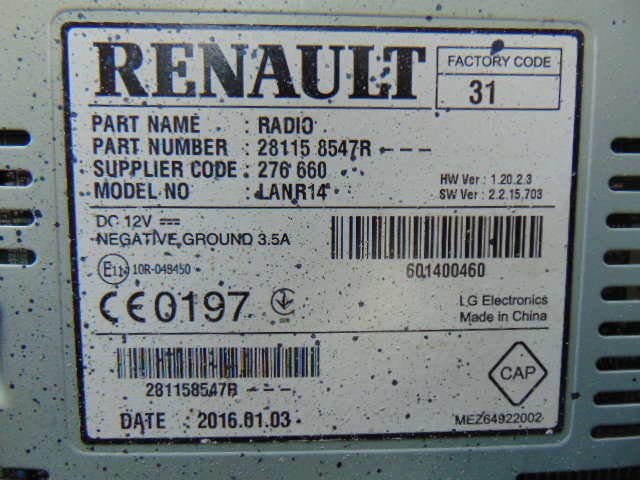 RENAULT
FACTORY CODE
31
PART NAME : RADIO
PART NUMBER : 28115 8547R – – –
SUPPLIER CODE : 276 660
MODEL NO : LANR14
HW Ver : 1.20.2.3
SW Ver : 2.2.15.703
DC 12V
NEGATIVE GROUND 3.5A
E11 10R-048450
601400460
CE0197
LG Electronics
Made in China
281158547R – – –
CAP
DATE : 2016.01.03
MEZ64922002